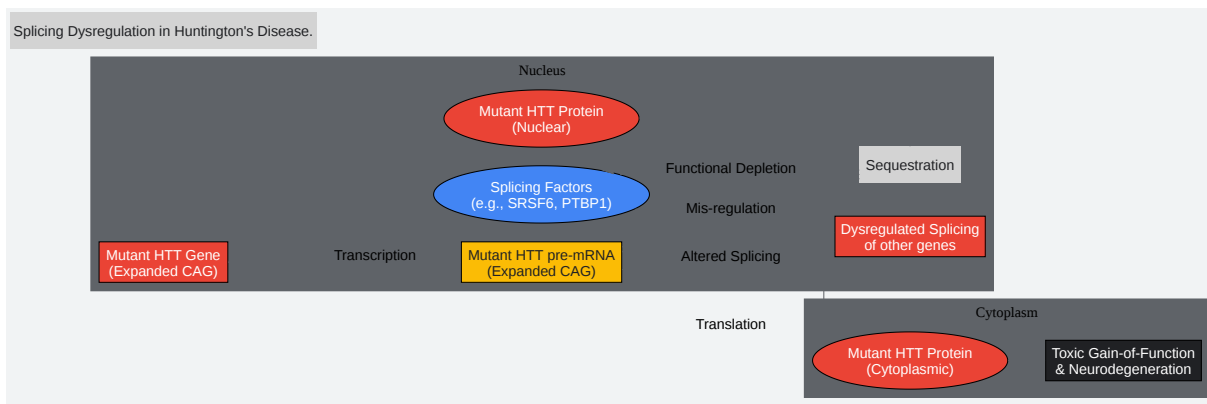 Splicing Dysregulation in Huntington's Disease.
Nucleus
Mutant HTT Protein
(Nuclear)
Functional Depletion
Sequestration
Splicing Factors
(e.g., SRSF6, PTBP1)
Mis-regulation
Dysregulated Splicing
of other genes
Mutant HTT Gene
(Expanded CAG)
Transcription
Mutant HTT pre-mRNA
(Expanded CAG)
Altered Splicing
Translation
Cytoplasm
Mutant HTT Protein
(Cytoplasmic)
Toxic Gain-of-Function
& Neurodegeneration